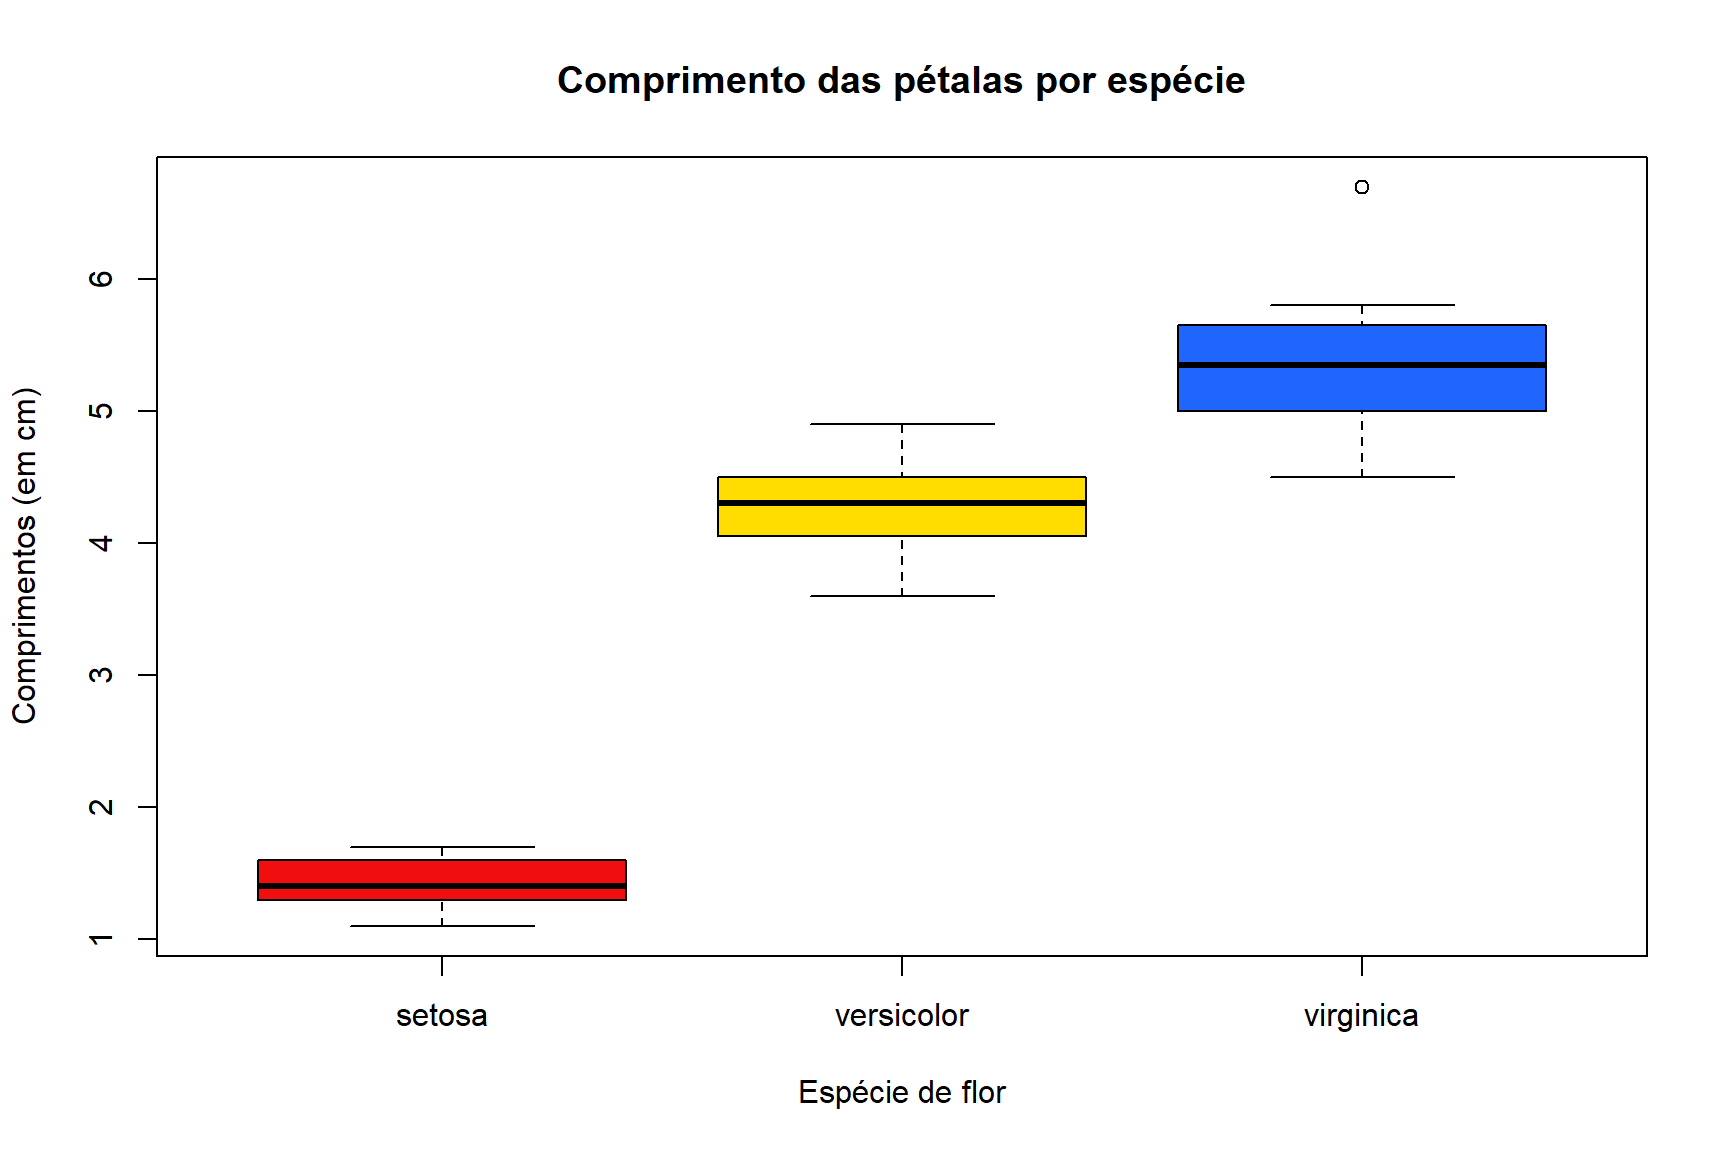 Comprimento das pétalas por espécie
Comprimentos (em cm)
6
5
4
3
2
1
setosa versicolor virginica
Espécie de flor